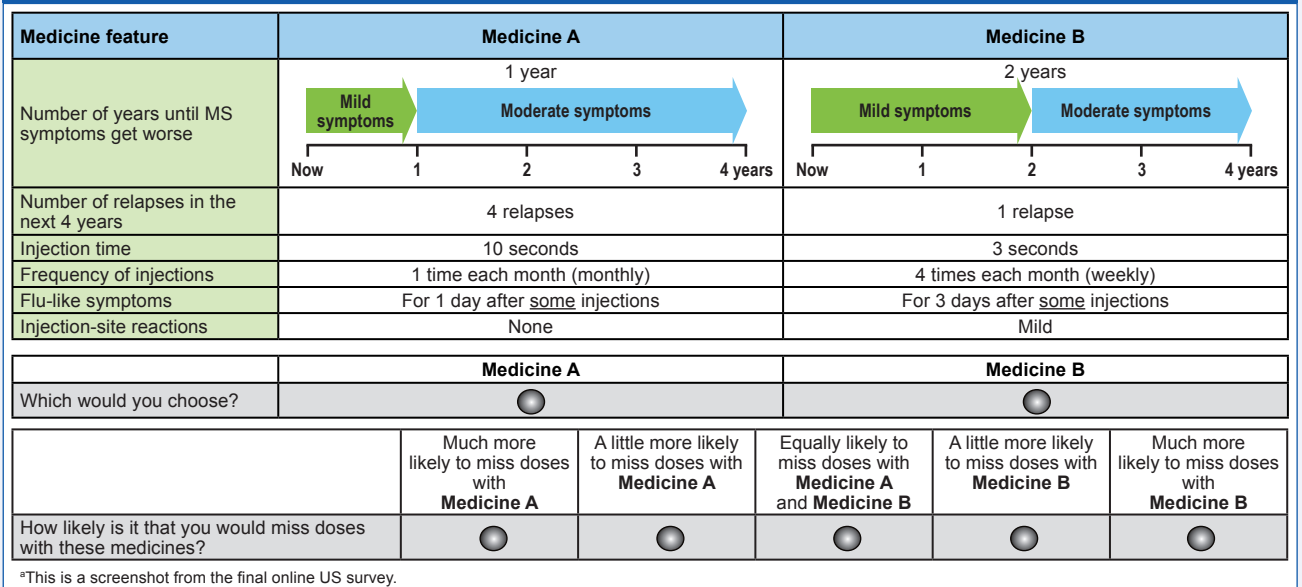 Medicine feature
Medicine A
Medicine B
Number of years until MS
symptoms get worse
1 year
Mild
symptoms
Moderate symptoms
Now
1
2
3
4 years
2 years
Mild symptoms
Moderate symptoms
Now
1
2
3
4 years
Number of relapses in the
next 4 years
4 relapses
1 relapse
Injection time
10 seconds
3 seconds
Frequency of injections
1 time each month (monthly)
4 times each month (weekly)
Flu-like symptoms
For 1 day after some injections
For 3 days after some injections
Injection-site reactions
None
Mild
Medicine A
Medicine B
Which would you choose?
Much more
likely to miss doses
with
Medicine A
A little more likely
to miss doses with
Medicine A
Equally likely to
miss doses with
Medicine A
and Medicine B
A little more likely
to miss doses with
Medicine B
Much more
likely to miss doses
with
Medicine B
How likely is it that you would miss doses
with these medicines?
ᵃThis is a screenshot from the final online US survey.